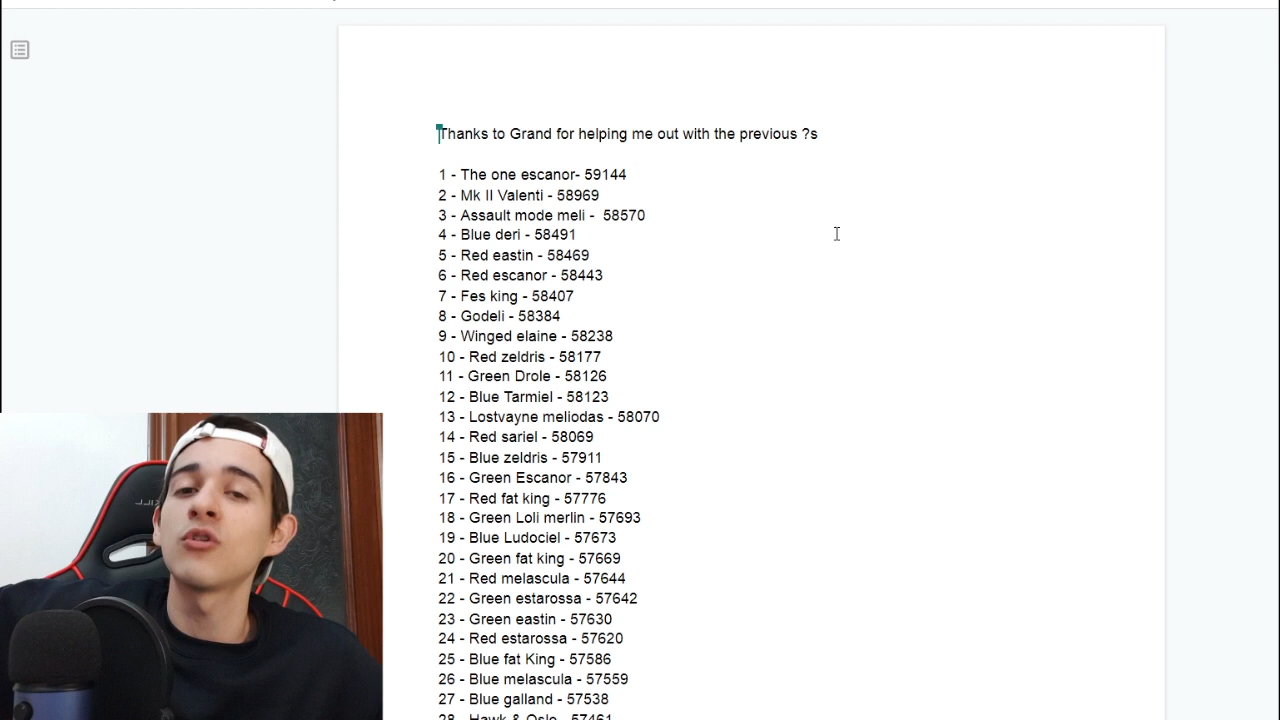 Thanks to Grand for helping me out with the previous ?s
1 - The one escanor- 59144
2 - Mk II Valenti - 58969
3 - Assault mode meli -  58570
4 - Blue deri - 58491
5 - Red eastin - 58469
6 - Red escanor - 58443
7 - Fes king - 58407
8 - Godeli - 58384
9 - Winged elaine - 58238
10 - Red zeldris - 58177
11 - Green Drole - 58126
12 - Blue Tarmiel - 58123
13 - Lostvayne meliodas - 58070
14 - Red sariel - 58069
15 - Blue zeldris - 57911
16 - Green Escanor - 57843
17 - Red fat king - 57776
18 - Green Loli merlin - 57693
19 - Blue Ludociel - 57673
20 - Green fat king - 57669
21 - Red melascula - 57644
22 - Green estarossa - 57642
23 - Green eastin - 57630
24 - Red estarossa - 57620
25 - Blue fat King - 57586
26 - Blue melascula - 57559
27 - Blue galland - 57538
28 - Hawk & Oslo - 57461